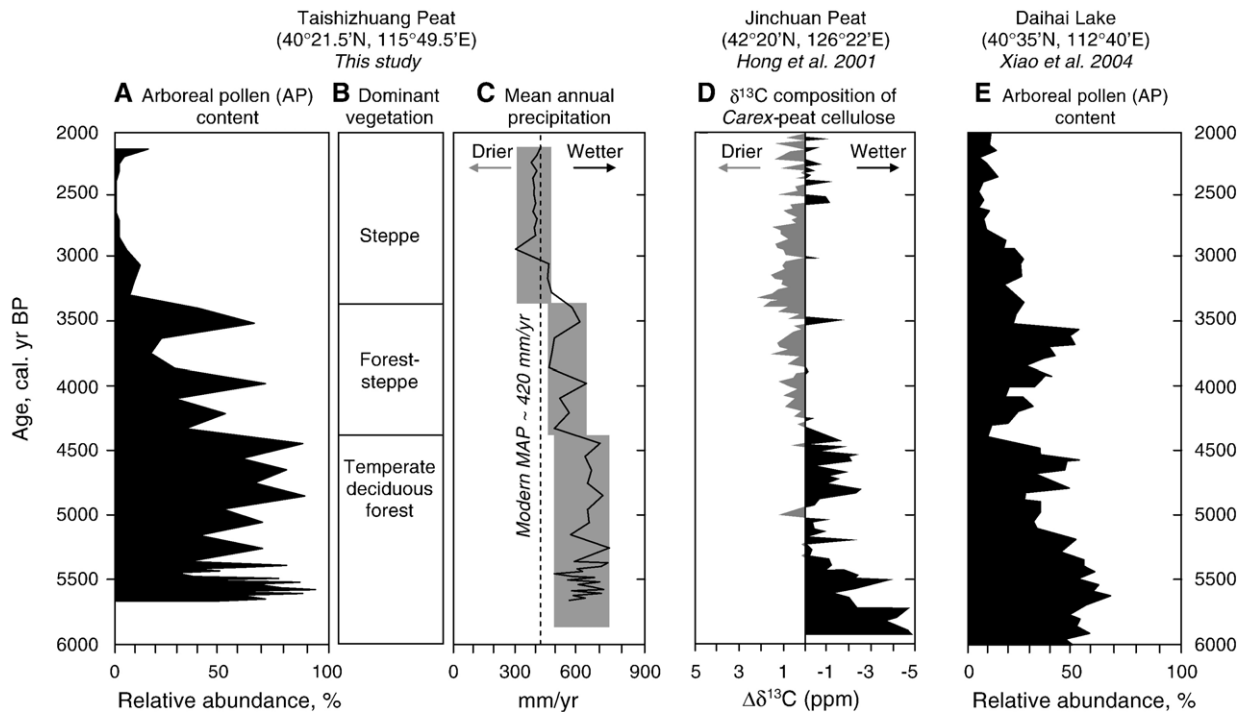 Taishizhuang Peat
(40°21.5'N, 115°49.5'E)
This study
Jinchuan Peat
(42°20'N, 126°22'E)
Hong et al. 2001
Daihai Lake
(40°35'N, 112°40'E)
Xiao et al. 2004
A Arboreal pollen (AP)
content
B Dominant
vegetation
C Mean annual
precipitation
D δ¹³C composition of
Carex-peat cellulose
E Arboreal pollen (AP)
content
Age, cal. yr BP
2000
2500
3000
3500
4000
4500
5000
5500
6000
0 50 100
Relative abundance, %
Steppe
Forest-
steppe
Temperate
deciduous
forest
Drier
Wetter
Modern MAP ~ 420 mm/yr
0 300 600 900
mm/yr
Drier
Wetter
5 4 3 2 1 -1 -2 -3 -4 -5
Δδ¹³C (ppm)
2000
2500
3000
3500
4000
4500
5000
5500
6000
0 50 100
Relative abundance, %